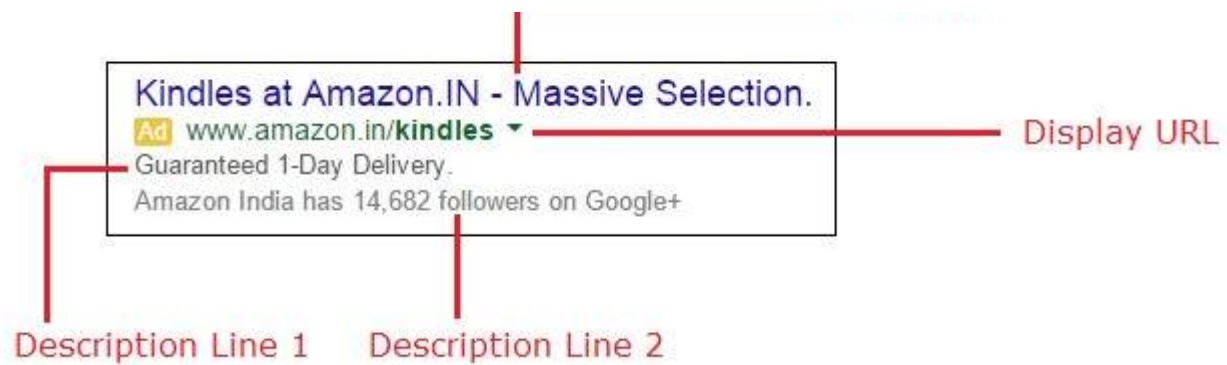 Kindles at Amazon.IN - Massive Selection.
Ad www.amazon.in/kindles
Display URL
Guaranteed 1-Day Delivery.
Amazon India has 14,682 followers on Google+
Description Line 1
Description Line 2